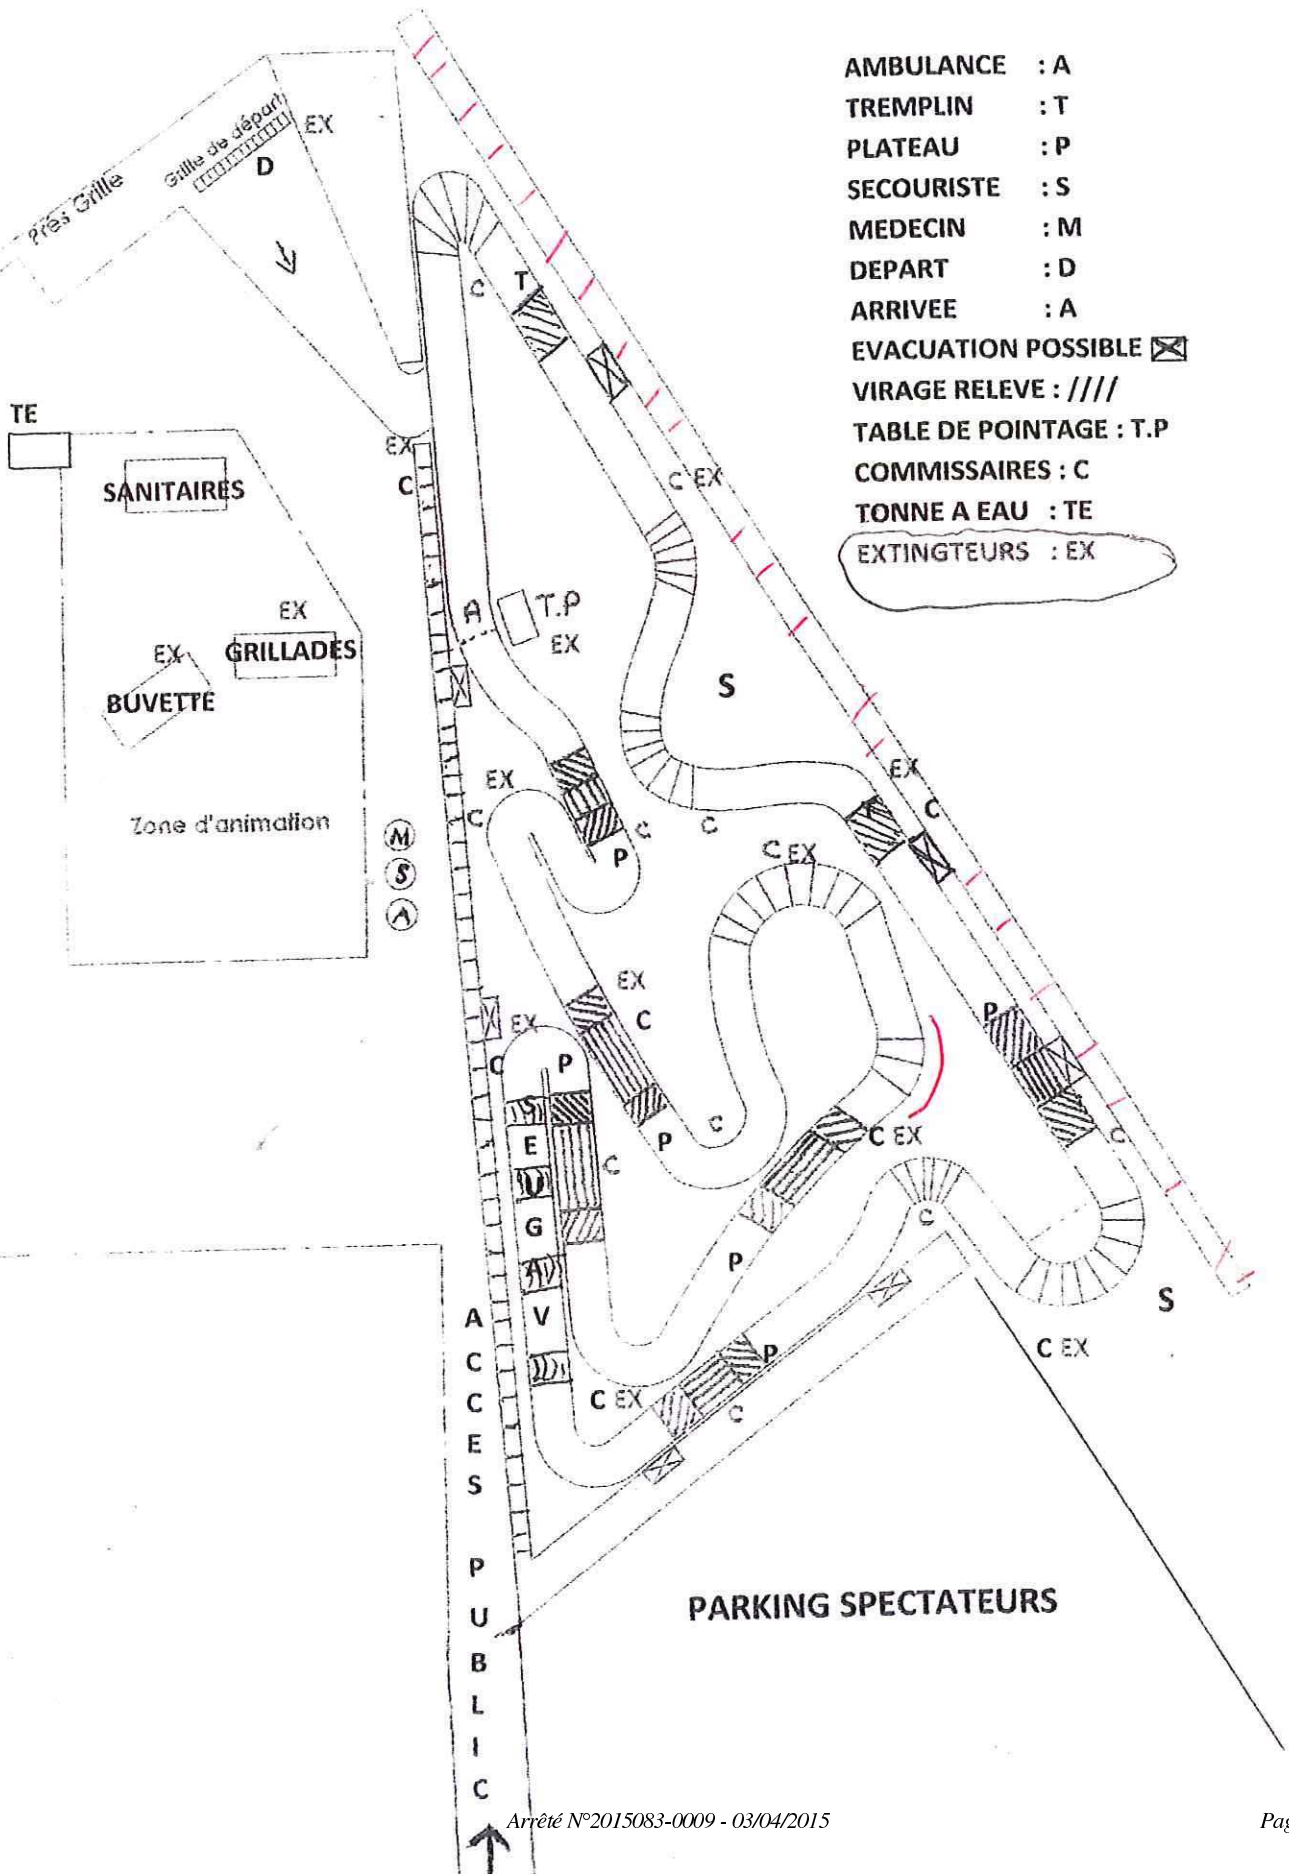 AMBULANCE : A
TREMPLIN : T
PLATEAU : P
SECOURISTE : S
MEDECIN : M
DEPART : D
ARRIVEE : A
EVACUATION POSSIBLE
VIRAGE RELEVE : ////
TABLE DE POINTAGE : T.P
COMMISSAIRES : C
TONNE A EAU : TE
EXTINGTEURS : EX
Grille de départ
EX
D
Prés Grille
C
T
TE
EX
C
SANITAIRES
C EX
EX
GRILLADES
A
T.P
EX
EX
BUVETTE
S
EX
EX
C
C
C
C
P
Zone d'animation
M
S
A
C EX
EX
C
P
EX
C
P
C
P
C EX
C
S
E
U
G
A
V
C
C
P
S
C EX
P
C EX
C
ACCES PUBLIC
PARKING SPECTATEURS
Arrêté N°2015083-0009 - 03/04/2015
Pag